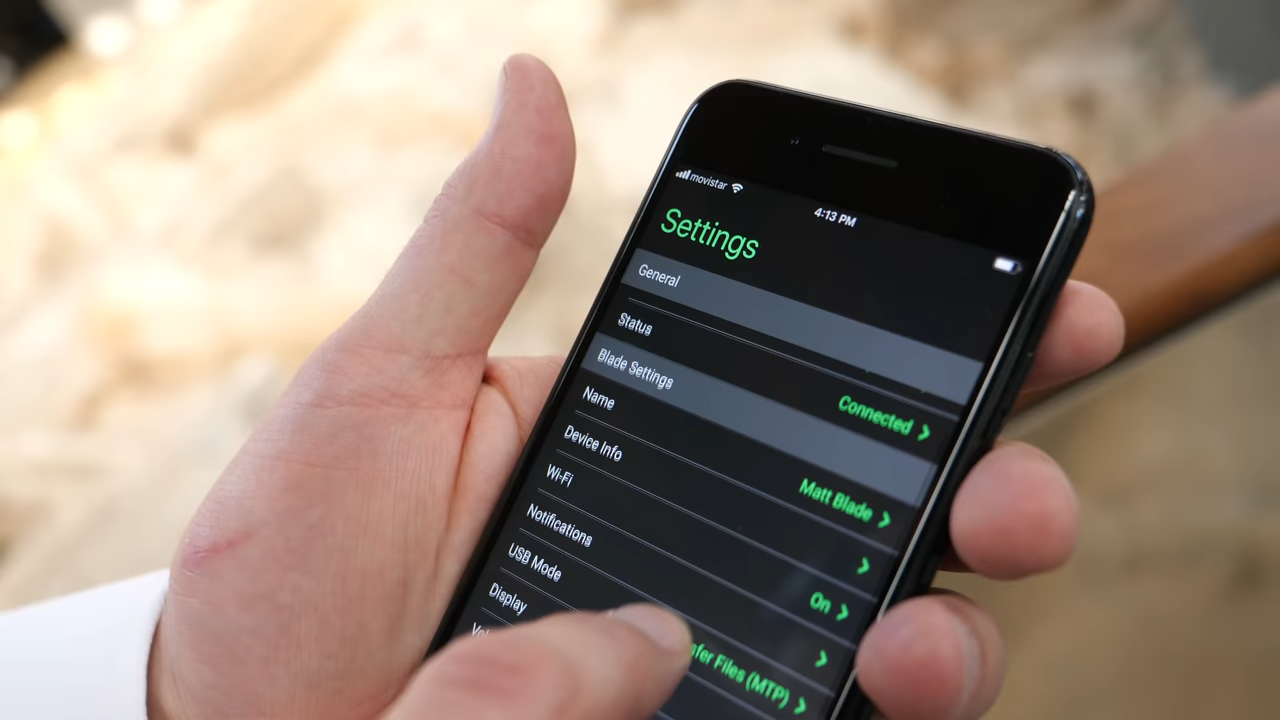 movistar
4:13 PM
Settings
General
Status
Connected
Blade Settings
Name
Matt Blade
Device Info
Wi-Fi
On
Notifications
USB Mode
Files (MTP)
Display